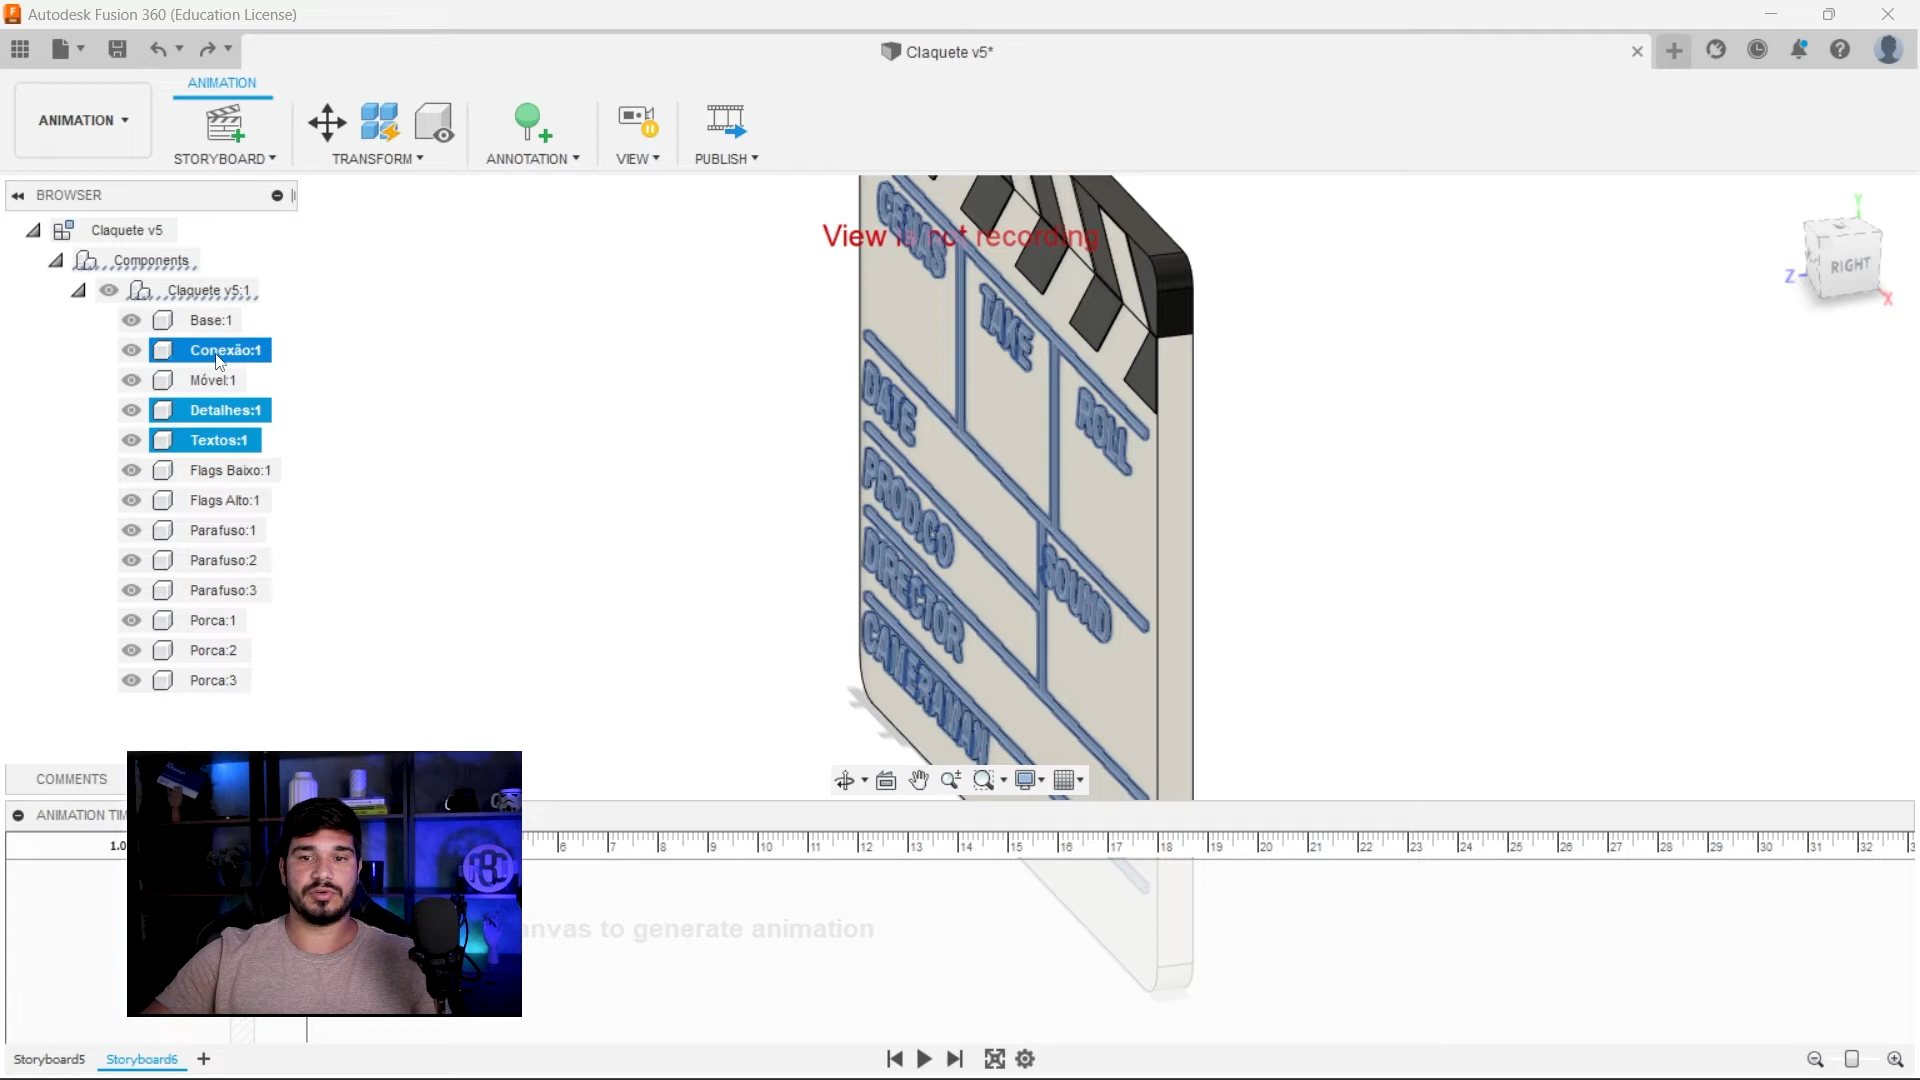 Autodesk Fusion 360 (Education License)
Claquete v5*
ANIMATION
ANIMATION
STORYBOARD
TRANSFORM
ANNOTATION
VIEW
PUBLISH
BROWSER
Claquete v5
Components
Claquete v5:1
Base:1
Conexão:1
Móvel:1
Detalhes:1
Textos:1
Flags Baixo:1
Flags Alto:1
Parafuso:1
Parafuso:2
Parafuso:3
Porca:1
Porca:2
Porca:3
View is not recording
CENAS
TAKE
ROLL
DATE
PROD.CO
SOUND
DIRECTOR
CAMERAMAN
Y
Z
X
RIGHT
COMMENTS
ANIMATION TIM
1.0
6 7 8 9 10 11 12 13 14 15 16 17 18 19 20 21 22 23 24 25 26 27 28 29 30 31 32
anvas to generate animation
Storyboard5 Storyboard6